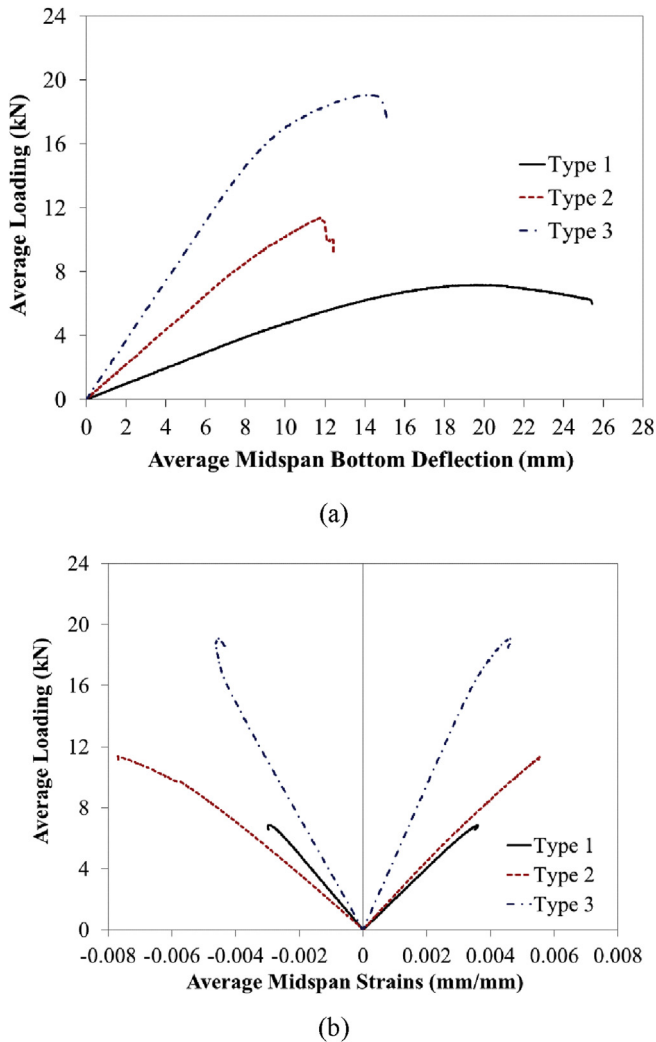 24
20
16
12
8
4
0
Average Loading (kN)
Type 1
Type 2
Type 3
0 2 4 6 8 10 12 14 16 18 20 22 24 26 28
Average Midspan Bottom Deflection (mm)
(a)
24
20
16
12
8
4
0
Average Loading (kN)
Type 1
Type 2
Type 3
-0.008 -0.006 -0.004 -0.002 0 0.002 0.004 0.006 0.008
Average Midspan Strains (mm/mm)
(b)